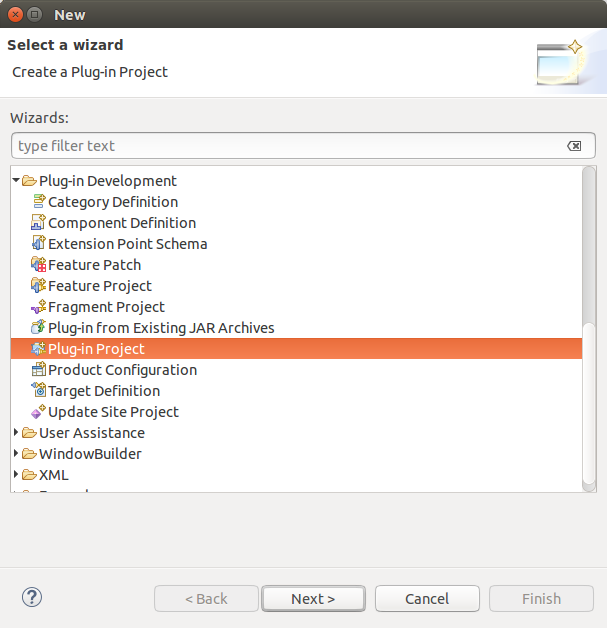 New
Select a wizard
Create a Plug-in Project
Wizards:
type filter text
Plug-in Development
Category Definition
Component Definition
Extension Point Schema
Feature Patch
Feature Project
Fragment Project
Plug-in from Existing JAR Archives
Plug-in Project
Product Configuration
Target Definition
Update Site Project
User Assistance
WindowBuilder
XML
? < Back Next > Cancel Finish